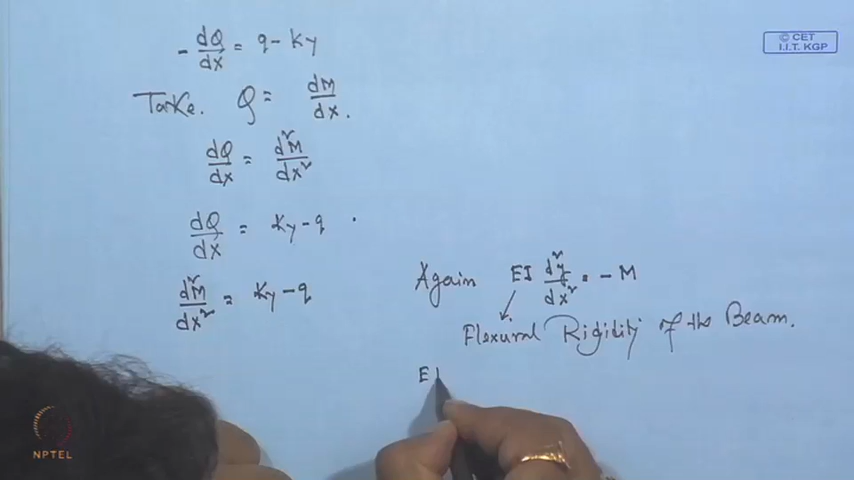 - dQ/dx = q - ky
© CET
I.I.T. KGP
Take. Q = dM/dx.
dQ/dx = d²M/dx²
dQ/dx = ky - q .
d²M/dx² = ky - q
Again EI d²y/dx² = - M
Flexural Rigidity of the Beam.
EI
NPTEL